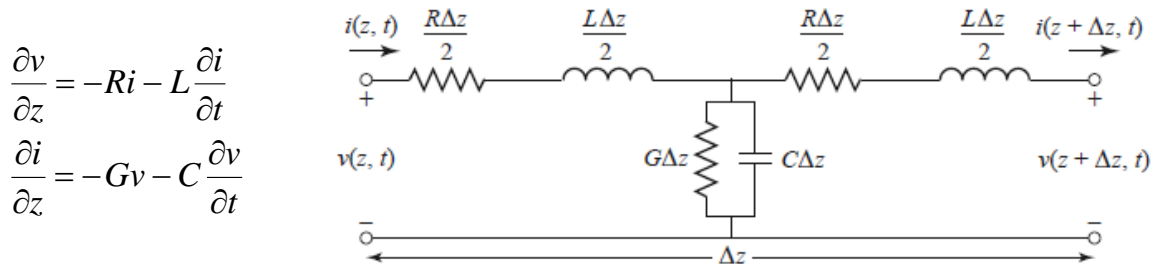 ∂v/∂z = −Ri − L ∂i/∂t
∂i/∂z = −Gv − C ∂v/∂t
i(z, t)
RΔz/2
LΔz/2
RΔz/2
LΔz/2
i(z + Δz, t)
+
+
v(z, t)
GΔz
CΔz
v(z + Δz, t)
−
−
Δz